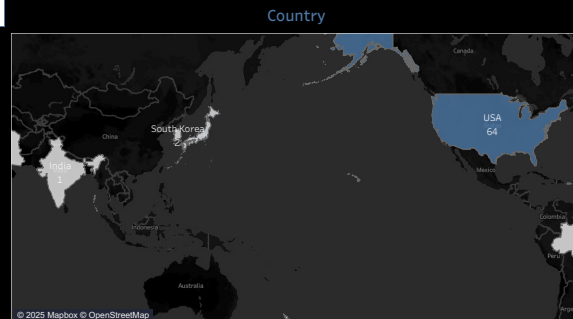 Country
Canada
China
South Korea
2
USA
64
India
1
Mexico
Indonesia
Colombia
Peru
Australia
© 2025 Mapbox © OpenStreetMap